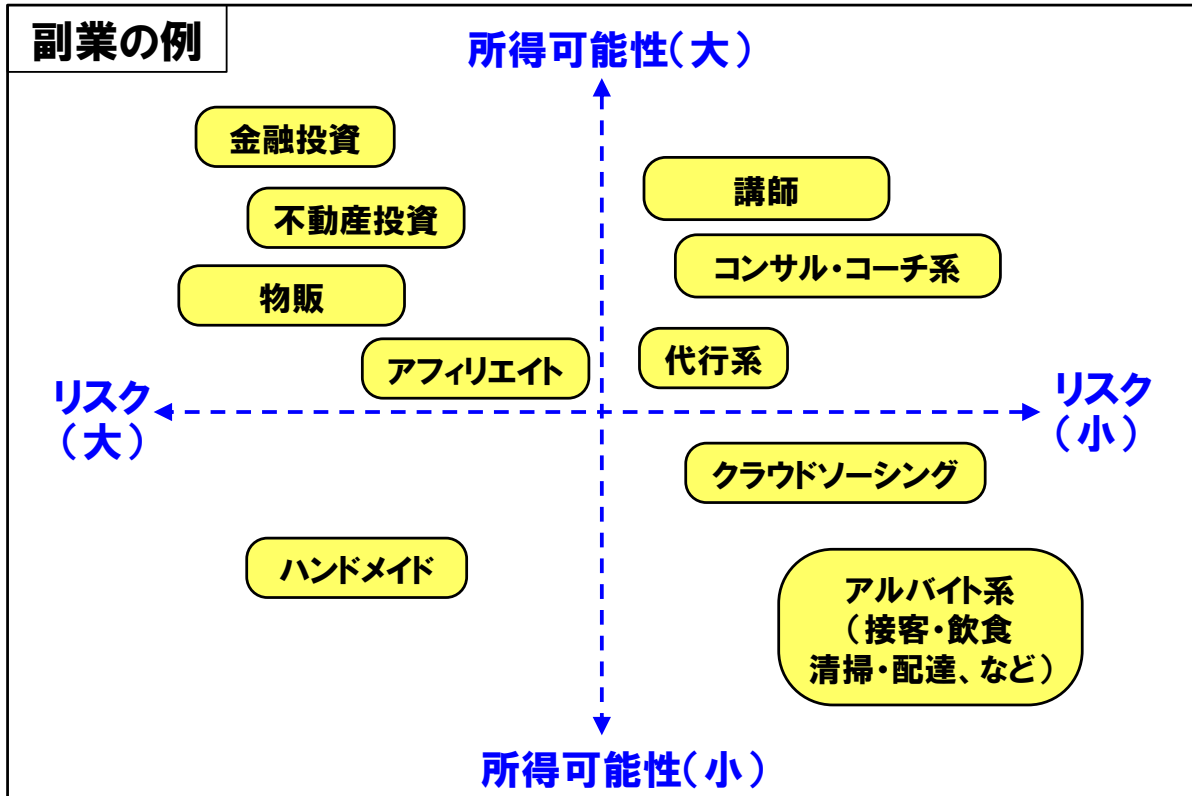 副業の例
所得可能性(大)
金融投資
講師
不動産投資
コンサル・コーチ系
物販
代行系
アフィリエイト
リスク
(大)
リスク
(小)
クラウドソーシング
ハンドメイド
アルバイト系
(接客・飲食
清掃・配達、など)
所得可能性(小)